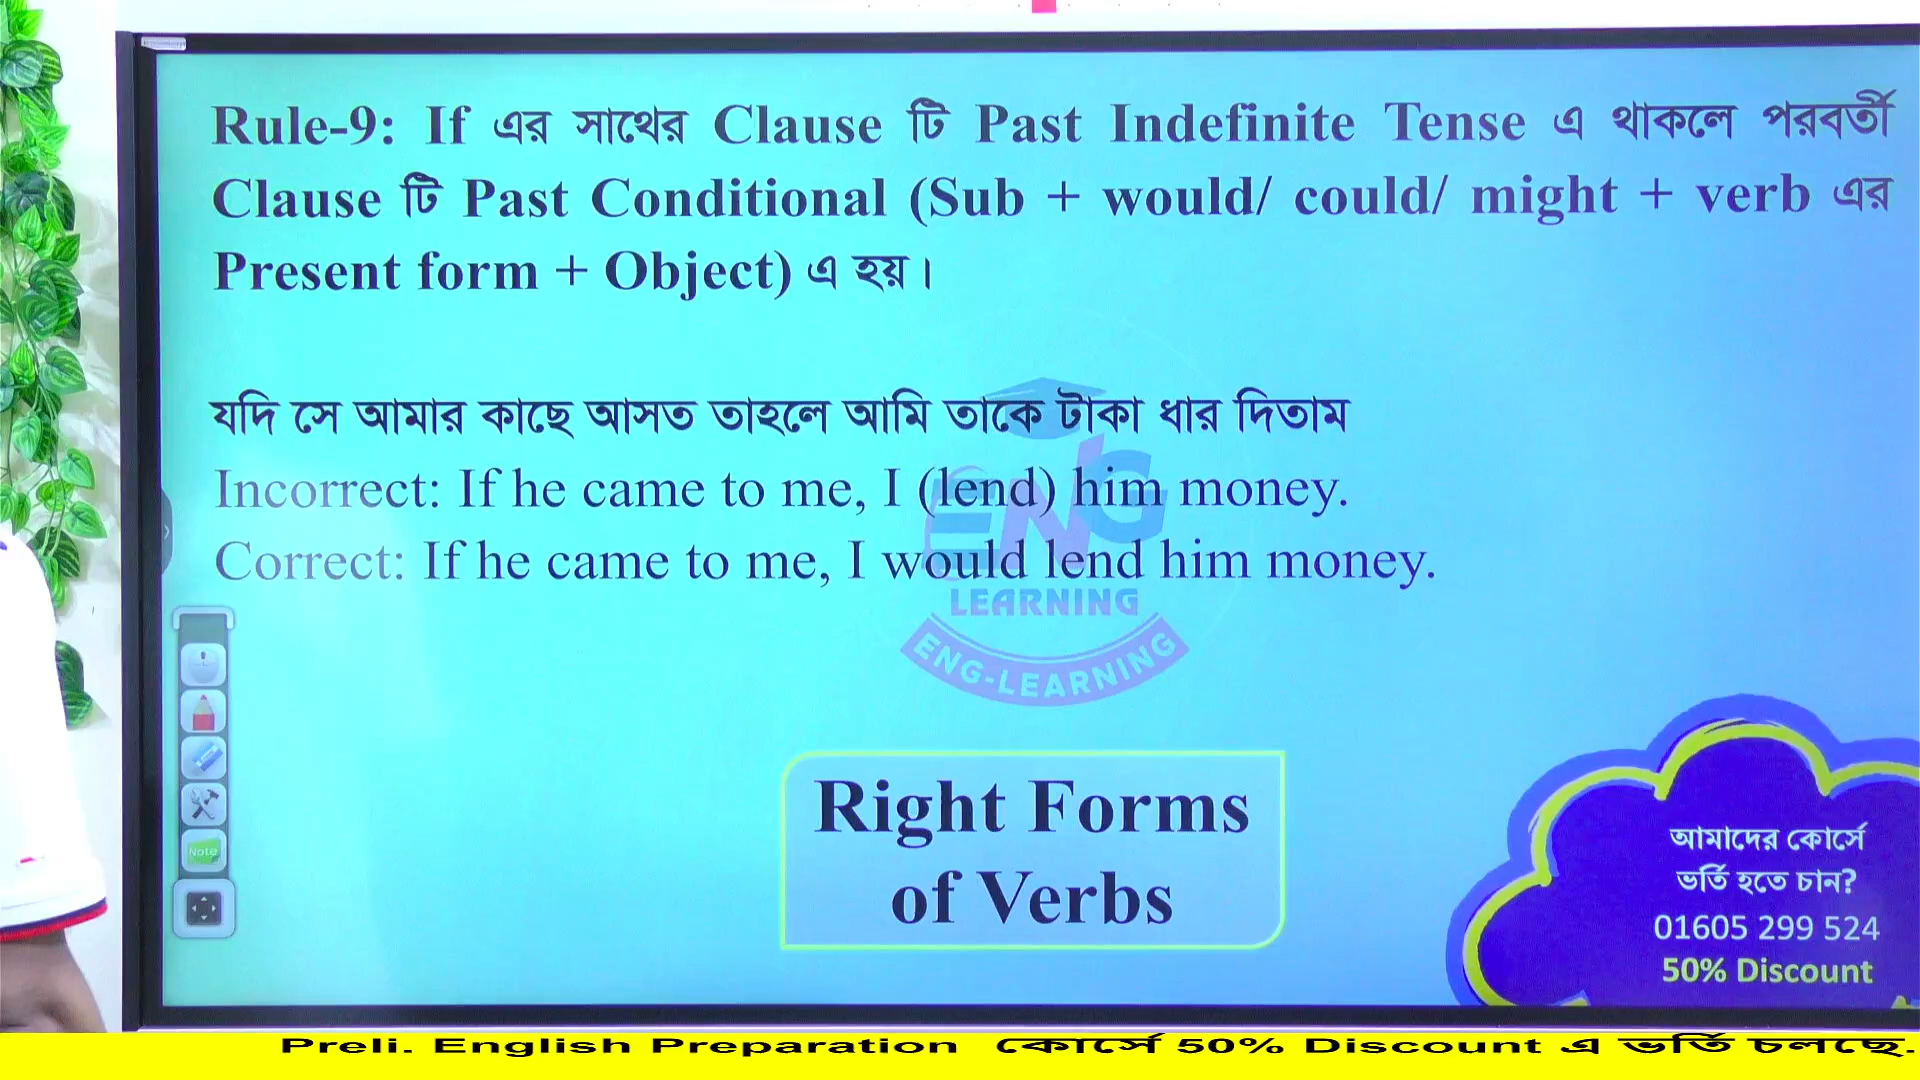 Rule-9: If এর সাথের Clause টি Past Indefinite Tense এ থাকলে পরবর্তী
Clause টি Past Conditional (Sub + would/ could/ might + verb এর
Present form + Object) এ হয়।
যদি সে আমার কাছে আসত তাহলে আমি তাকে টাকা ধার দিতাম
Incorrect: If he came to me, I (lend) him money.
Correct: If he came to me, I would lend him money.
ENG
LEARNING
ENG-LEARNING
Note
Right Forms
of Verbs
আমাদের কোর্সে
ভর্তি হতে চান?
01605 299 524
50% Discount
Preli. English Preparation কোর্সে 50% Discount এ ভর্তি চলছে.